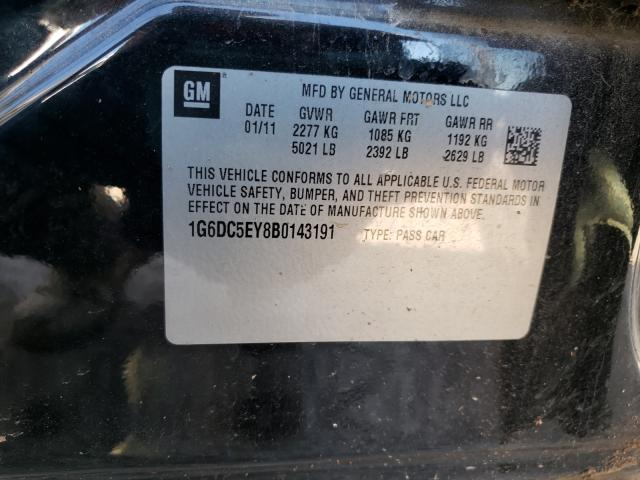 GM
MFD BY GENERAL MOTORS LLC
DATE GVWR GAWR FRT GAWR RR
01/11 2277 KG 1085 KG 1192 KG
5021 LB 2392 LB 2629 LB
THIS VEHICLE CONFORMS TO ALL APPLICABLE U.S. FEDERAL MOTOR
VEHICLE SAFETY, BUMPER, AND THEFT PREVENTION STANDARDS IN
EFFECT ON THE DATE OF MANUFACTURE SHOWN ABOVE.
1G6DC5EY8B0143191 TYPE: PASS CAR